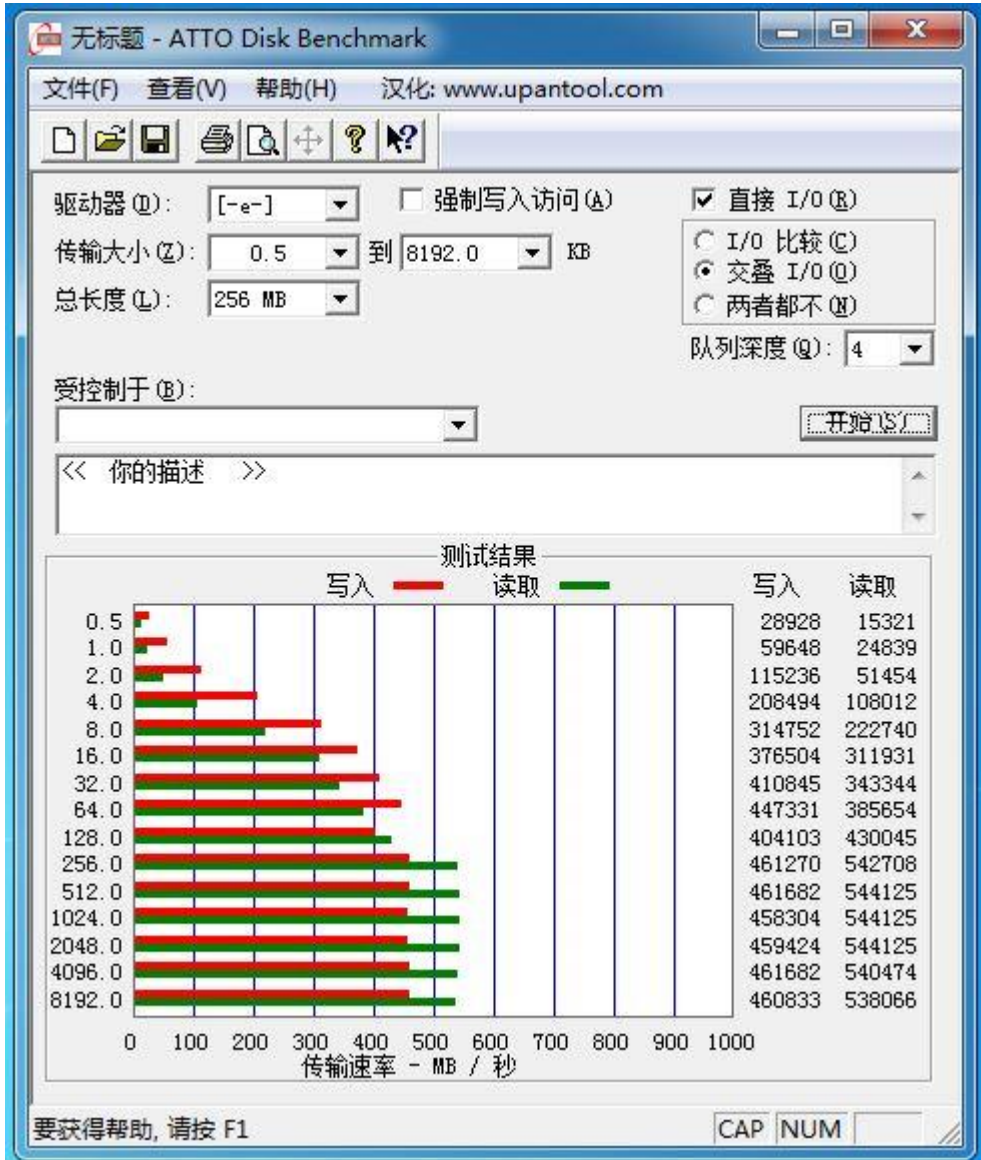 无标题 - ATTO Disk Benchmark
文件(F) 查看(V) 帮助(H) 汉化: www.upantool.com
驱动器(D): [-e-] 强制写入访问(A) 直接 I/O(R)
传输大小(Z): 0.5 到 8192.0 KB I/O 比较(C)
交叠 I/O(O)
总长度(L): 256 MB 两者都不(N)
队列深度(Q): 4
受控制于(B):
开始(S)
<< 你的描述 >>
测试结果
写入 读取 写入 读取
0.5 28928 15321
1.0 59648 24839
2.0 115236 51454
4.0 208494 108012
8.0 314752 222740
16.0 376504 311931
32.0 410845 343344
64.0 447331 385654
128.0 404103 430045
256.0 461270 542708
512.0 461682 544125
1024.0 458304 544125
2048.0 459424 544125
4096.0 461682 540474
8192.0 460833 538066
0 100 200 300 400 500 600 700 800 900 1000
传输速率 - MB / 秒
要获得帮助, 请按 F1 CAP NUM